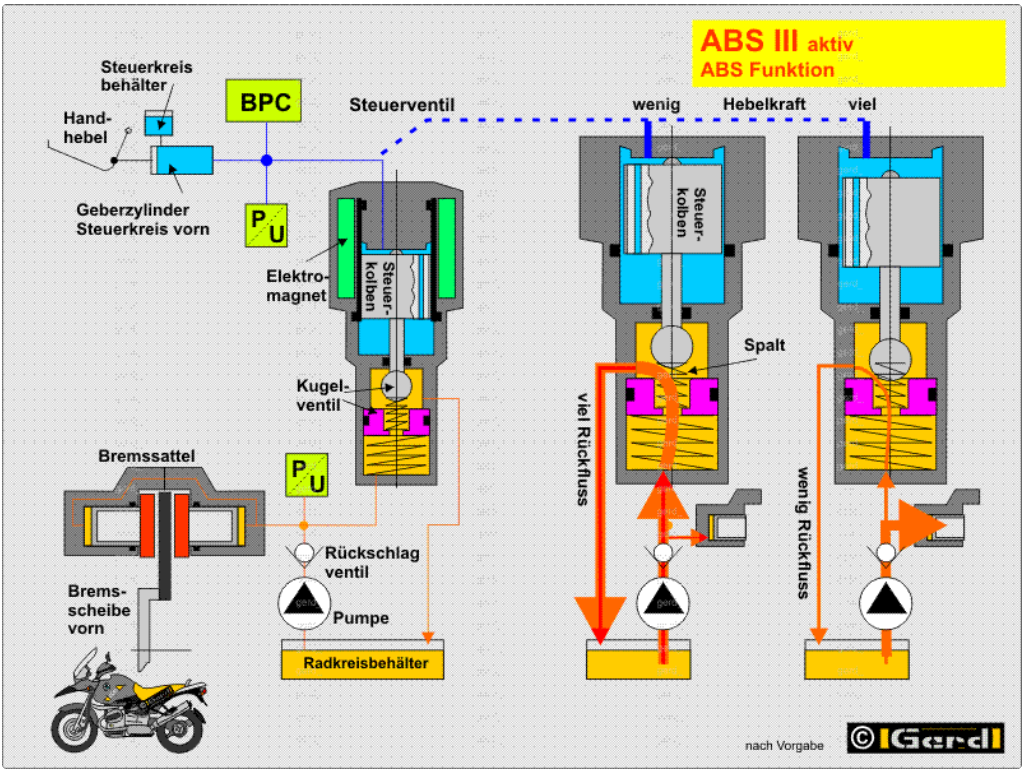 ABS III aktiv
ABS Funktion
Steuerkreis
behälter
Hand-
hebel
BPC
Steuerventil
wenig
Hebelkraft
viel
Geberzylinder
Steuerkreis vorn
P
U
Elektro-
magnet
Steuer-
kolben
Steuer-
kolben
Kugel-
ventil
Spalt
viel Rückfluss
wenig Rückfluss
Bremssattel
P
U
Rückschlag
ventil
Brems-
scheibe
vorn
Pumpe
gerd
Radkreisbehälter
nach Vorgabe
© Gerd